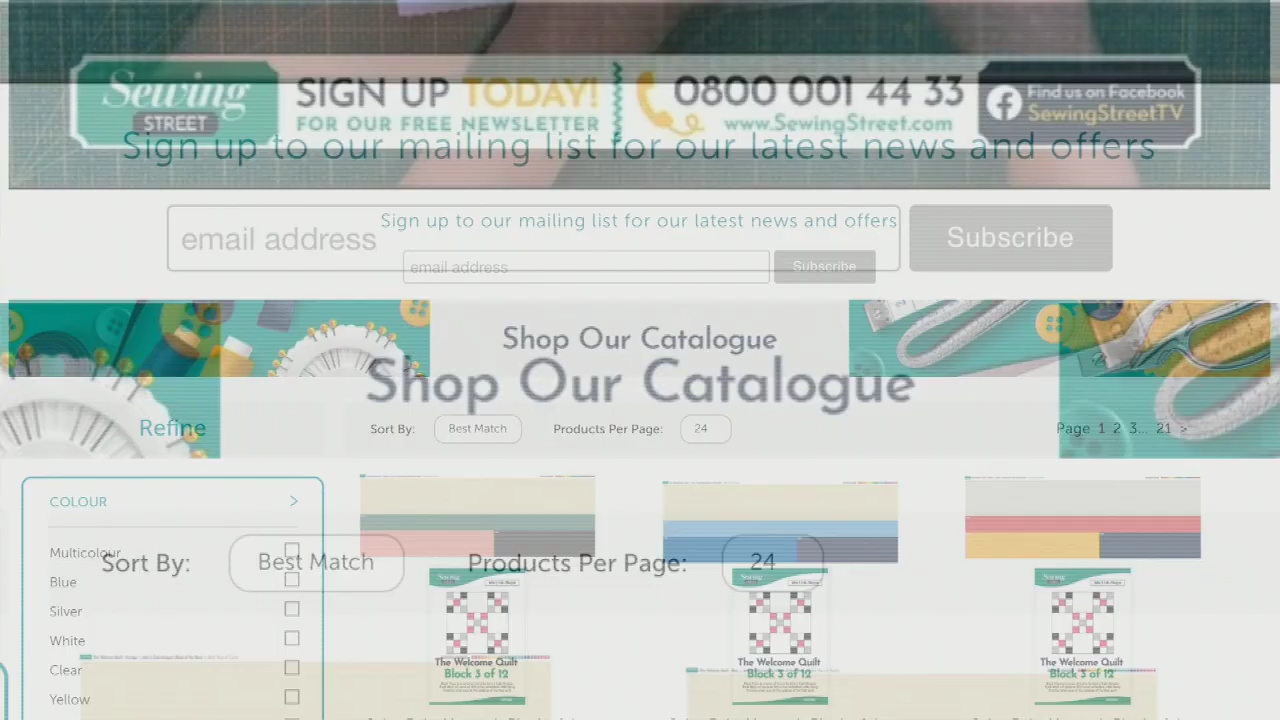 Sewing
STREET
SIGN UP TODAY!
FOR OUR FREE NEWSLETTER
0800 001 44 33
www.SewingStreet.com
Find us on Facebook
SewingStreetTV
Sign up to our mailing list for our latest news and offers
Sign up to our mailing list for our latest news and offers
email address
Subscribe
email address
Subscribe
Shop Our Catalogue
Shop Our Catalogue
Refine
Sort By: Best Match Products Per Page: 24
Page 1 2 3... 21 >
COLOUR >
Multicolour
Sort By: Best Match Products Per Page: 24
Blue
Silver
White
Clear
Yellow
The Welcome Quilt
Block 3 of 12
The Welcome Quilt
Block 3 of 12
The Welcome Quilt
Block 3 of 12